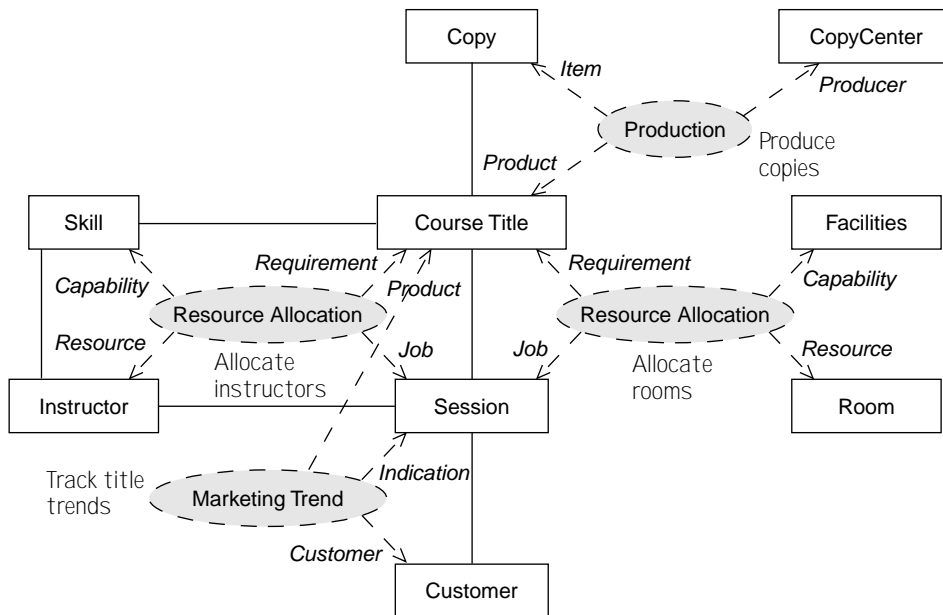 Copy
CopyCenter
Item
Producer
Production
Produce
copies
Product
Skill
Course Title
Facilities
Requirement
Product
Requirement
Capability
Capability
Resource Allocation
Resource Allocation
Resource
Job
Job
Resource
Allocate
instructors
Allocate
rooms
Instructor
Session
Room
Indication
Track title
trends
Marketing Trend
Customer
Customer